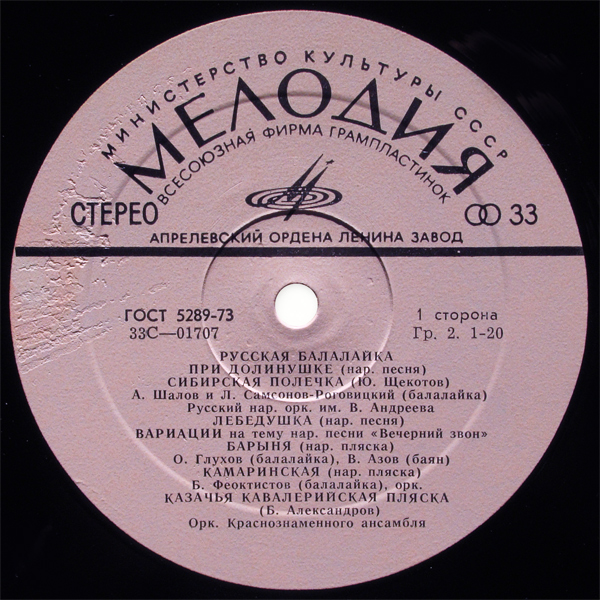 МИНИСТЕРСТВО КУЛЬТУРЫ СССР
МЕЛОДИЯ
ВСЕСОЮЗНАЯ ФИРМА ГРАМПЛАСТИНОК
СТЕРЕО 33
АПРЕЛЕВСКИЙ ОРДЕНА ЛЕНИНА ЗАВОД
ГОСТ 5289-73 1 сторона
33С—01707 Гр. 2. 1-20
РУССКАЯ БАЛАЛАЙКА
ПРИ ДОЛИНУШКЕ (нар. песня)
СИБИРСКАЯ ПОЛЕЧКА (Ю. Щекотов)
А. Шалов и Л. Самсонов-Роговицкий (балалайка)
Русский нар. орк. им. В. Андреева
ЛЕБЕДУШКА (нар. песня)
ВАРИАЦИИ на тему нар. песни «Вечерний звон»
БАРЫНЯ (нар. пляска)
О. Глухов (балалайка), В. Азов (баян)
КАМАРИНСКАЯ (нар. пляска)
Б. Феоктистов (балалайка), орк.
КАЗАЧЬЯ КАВАЛЕРИЙСКАЯ ПЛЯСКА
(Б. Александров)
Орк. Краснознаменного ансамбля